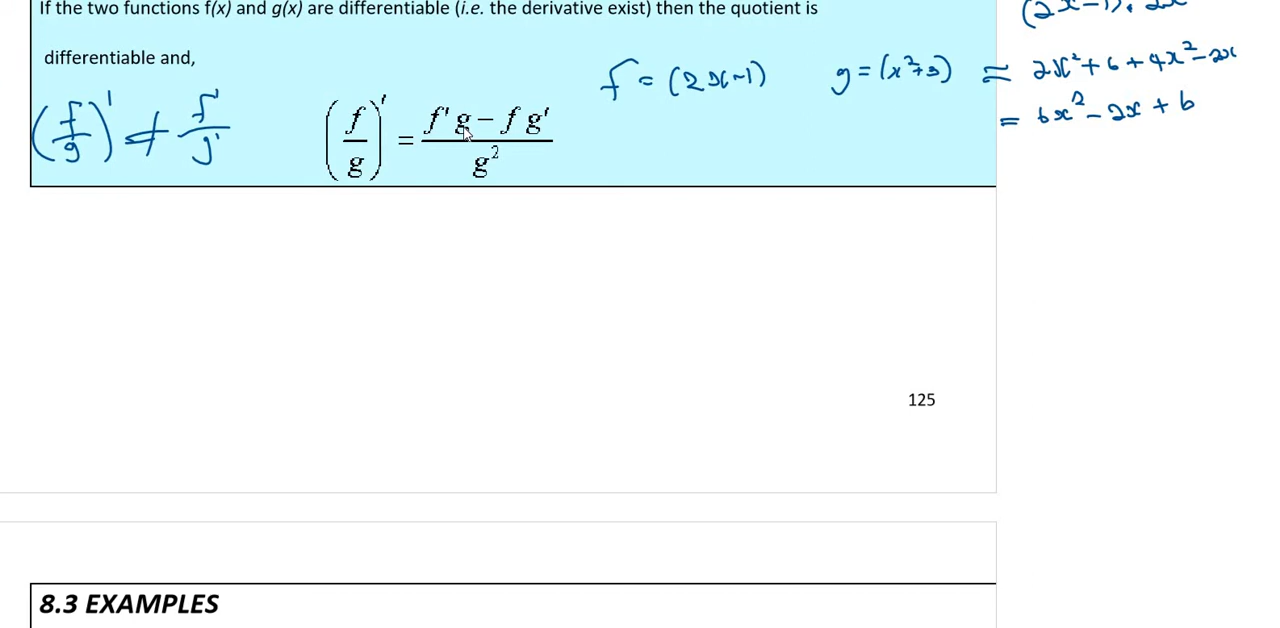 If the two functions f(x) and g(x) are differentiable (i.e. the derivative exist) then the quotient is
differentiable and,
(f/g)' ≠ f'/g'
(f/g)' = (f' g − f g')/g²
f = (2x-1)
g = (x²+3)
= 2x² + 6 + 4x² - 2x
= 6x² - 2x + 6
125
8.3 EXAMPLES